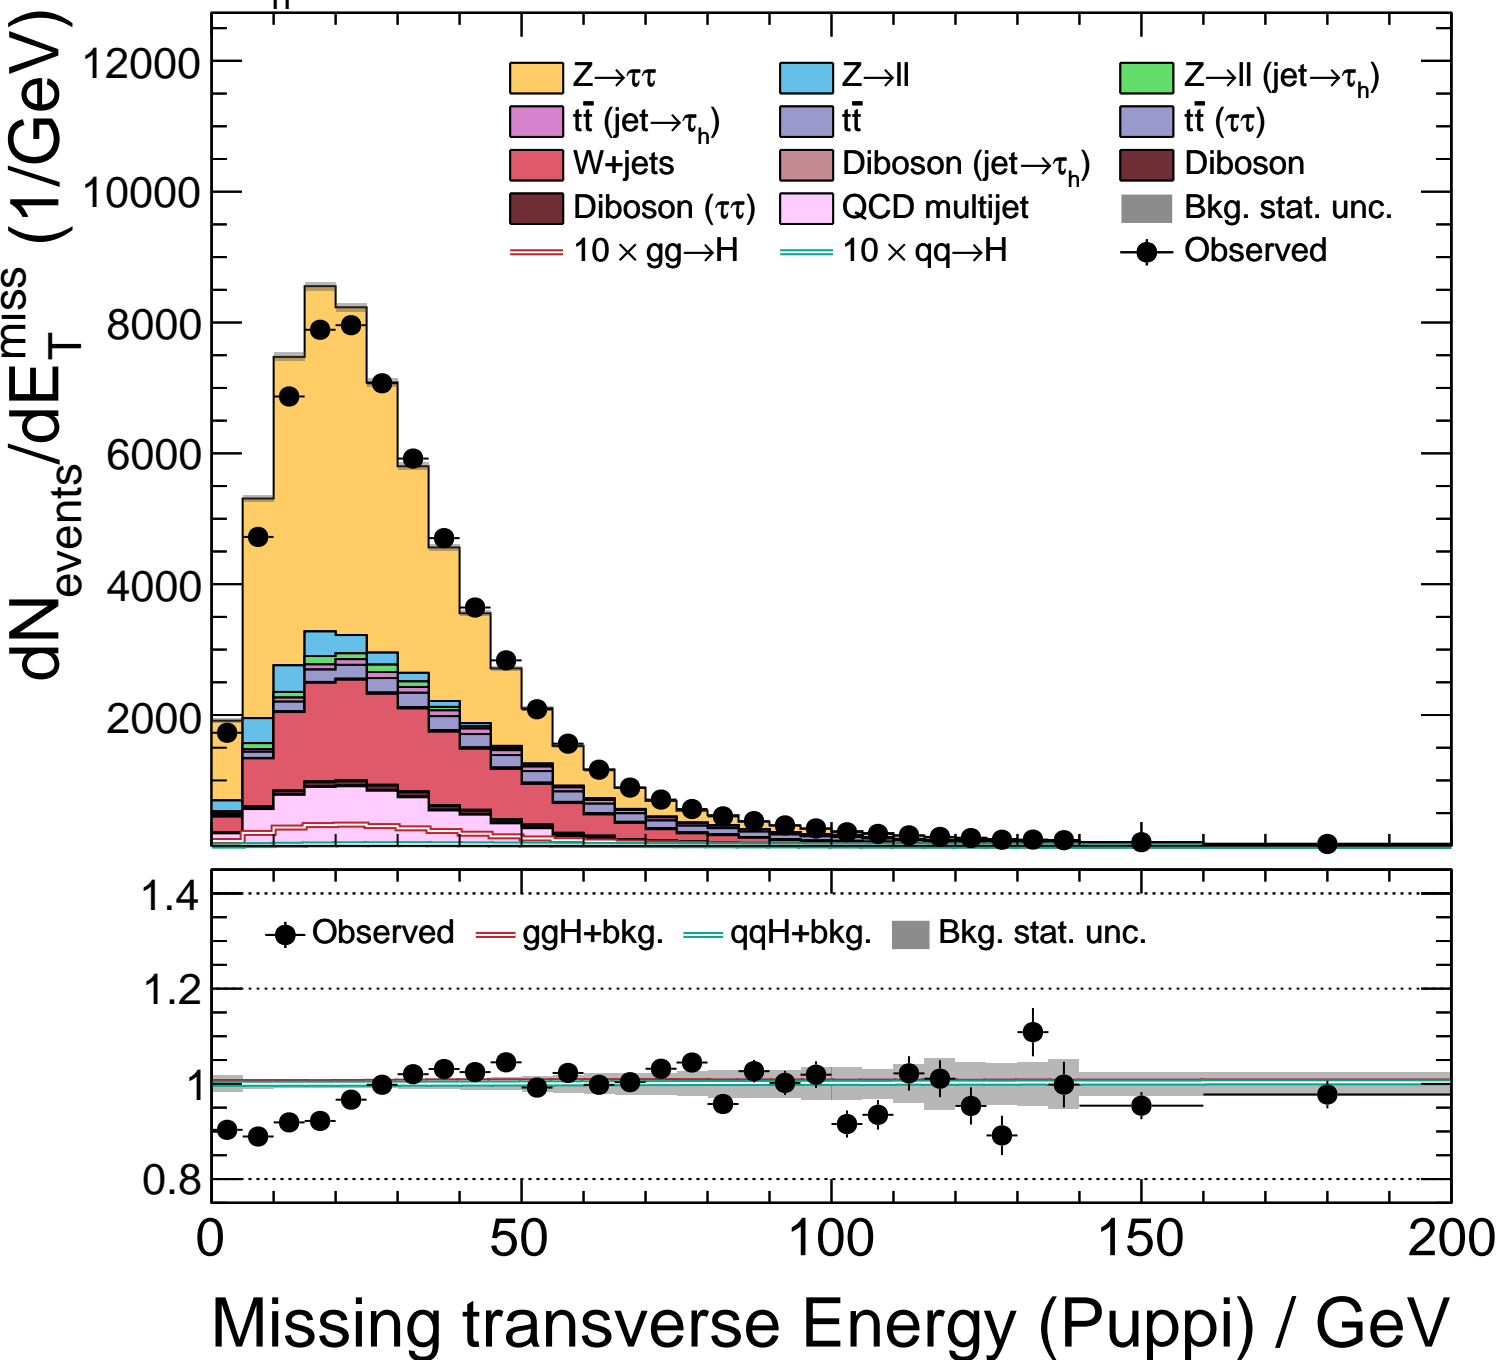 h
dN_events/dE_T^miss (1/GeV)
12000
10000
8000
6000
4000
2000
Z→ττ
Z→ll
Z→ll (jet→τ_h)
tt̄ (jet→τ_h)
tt̄
tt̄ (ττ)
W+jets
Diboson (jet→τ_h)
Diboson
Diboson (ττ)
QCD multijet
Bkg. stat. unc.
10 × gg→H
10 × qq→H
Observed
1.4
1.2
1
0.8
Observed
ggH+bkg.
qqH+bkg.
Bkg. stat. unc.
0 50 100 150 200
Missing transverse Energy (Puppi) / GeV